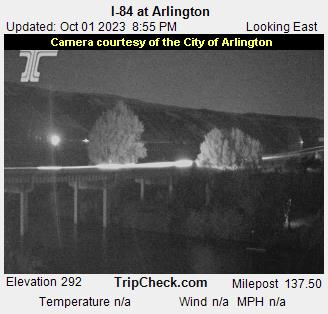 I-84 at Arlington
Updated: Oct 01 2023 8:55 PM Looking East
Camera courtesy of the City of Arlington
Elevation 292 TripCheck.com Milepost 137.50
Temperature n/a Wind n/a MPH n/a